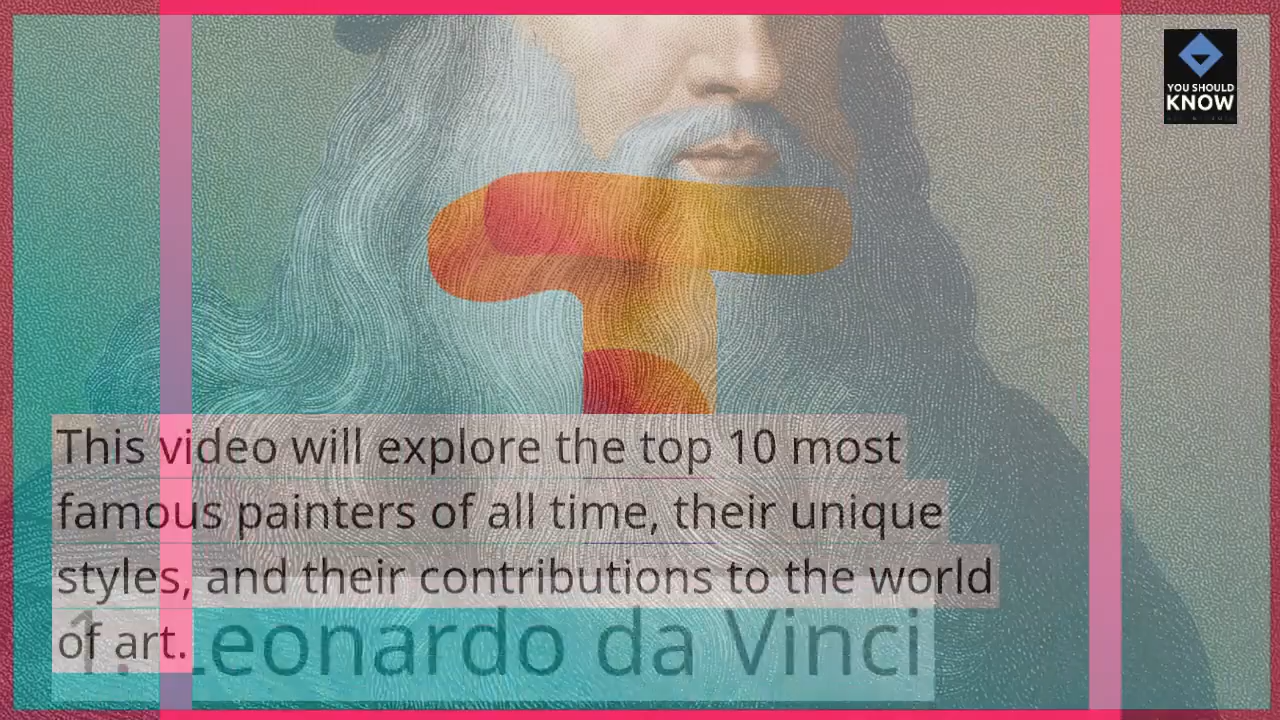 YOU SHOULD
KNOW
This video will explore the top 10 most
famous painters of all time, their unique
styles, and their contributions to the world
of art.
1. Leonardo da Vinci